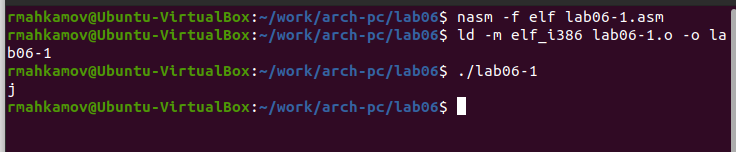 rmahkamov@Ubuntu-VirtualBox:~/work/arch-pc/lab06$ nasm -f elf lab06-1.asm
rmahkamov@Ubuntu-VirtualBox:~/work/arch-pc/lab06$ ld -m elf_i386 lab06-1.o -o la
b06-1
rmahkamov@Ubuntu-VirtualBox:~/work/arch-pc/lab06$ ./lab06-1
j
rmahkamov@Ubuntu-VirtualBox:~/work/arch-pc/lab06$